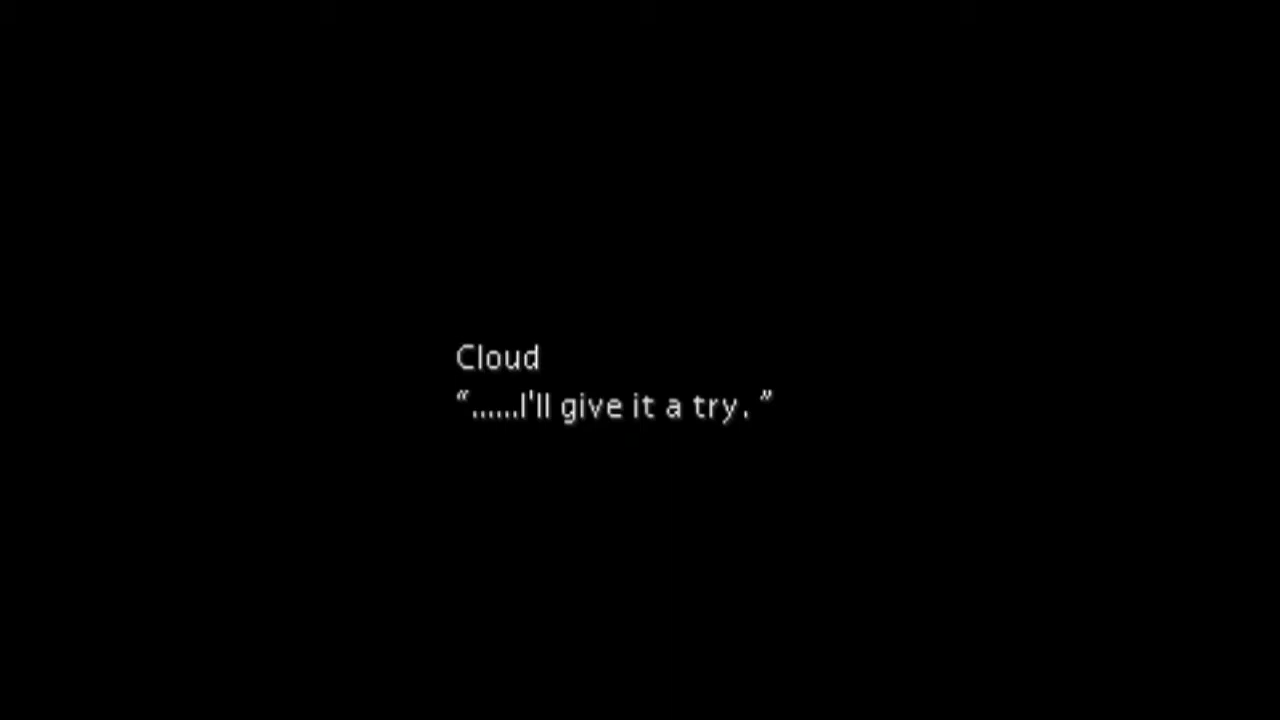 Cloud
“......I'll give it a try. ”